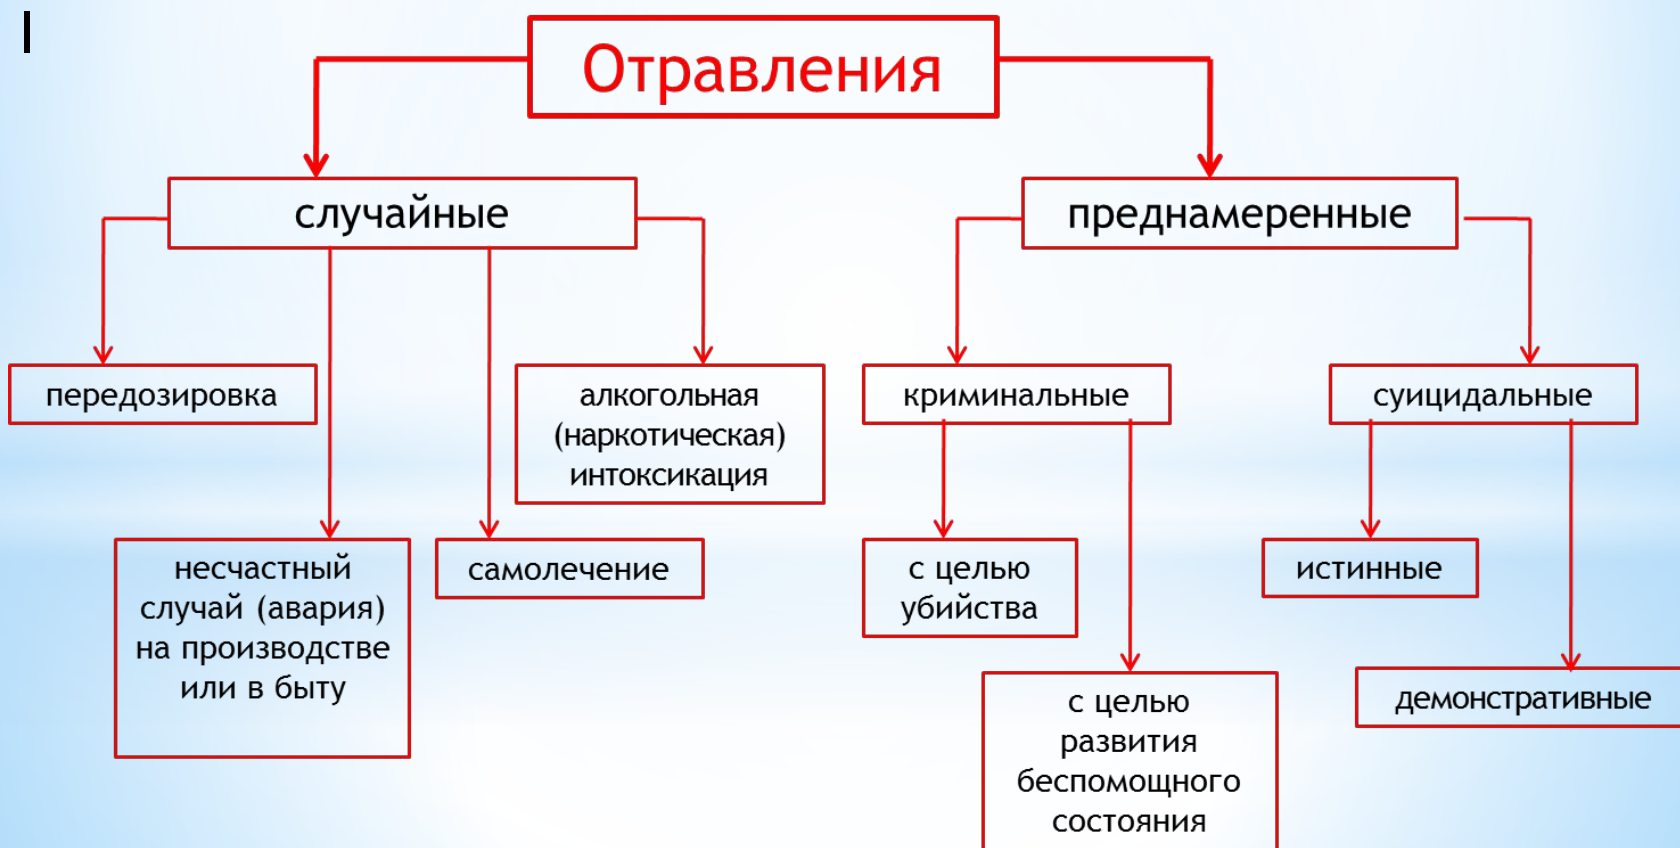 Отравления
случайные
преднамеренные
передозировка
алкогольная
(наркотическая)
интоксикация
криминальные
суицидальные
несчастный
случай (авария)
на производстве
или в быту
самолечение
с целью
убийства
истинные
с целью
развития
беспомощного
состояния
демонстративные